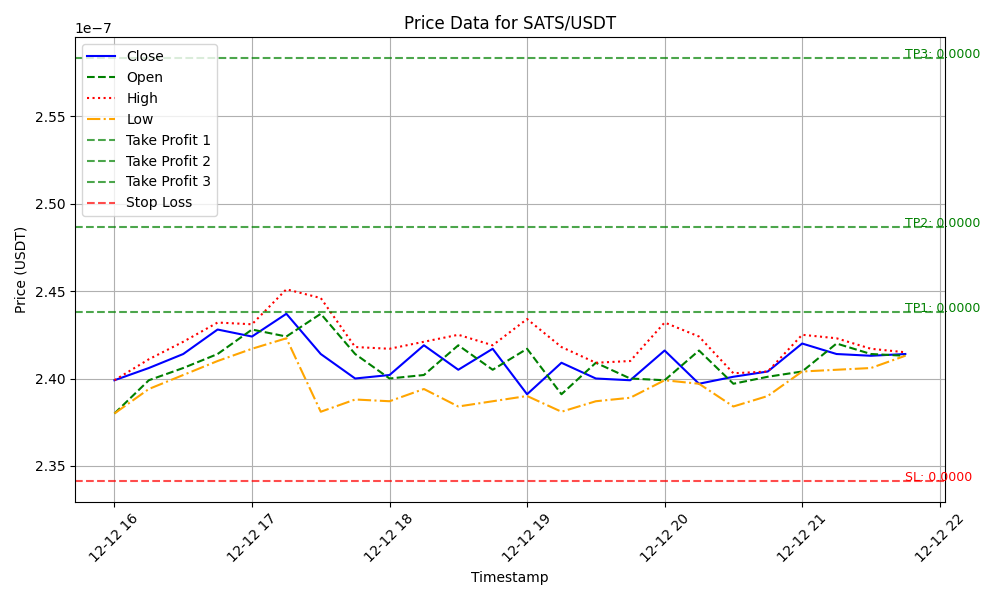 Price Data for SATS/USDT
1e−7
Close
Open
High
Low
Take Profit 1
Take Profit 2
Take Profit 3
Stop Loss
TP3: 0.0000
TP2: 0.0000
TP1: 0.0000
SL: 0.0000
2.55
2.50
2.45
2.40
2.35
Price (USDT)
12-12 16
12-12 17
12-12 18
12-12 19
12-12 20
12-12 21
12-12 22
Timestamp